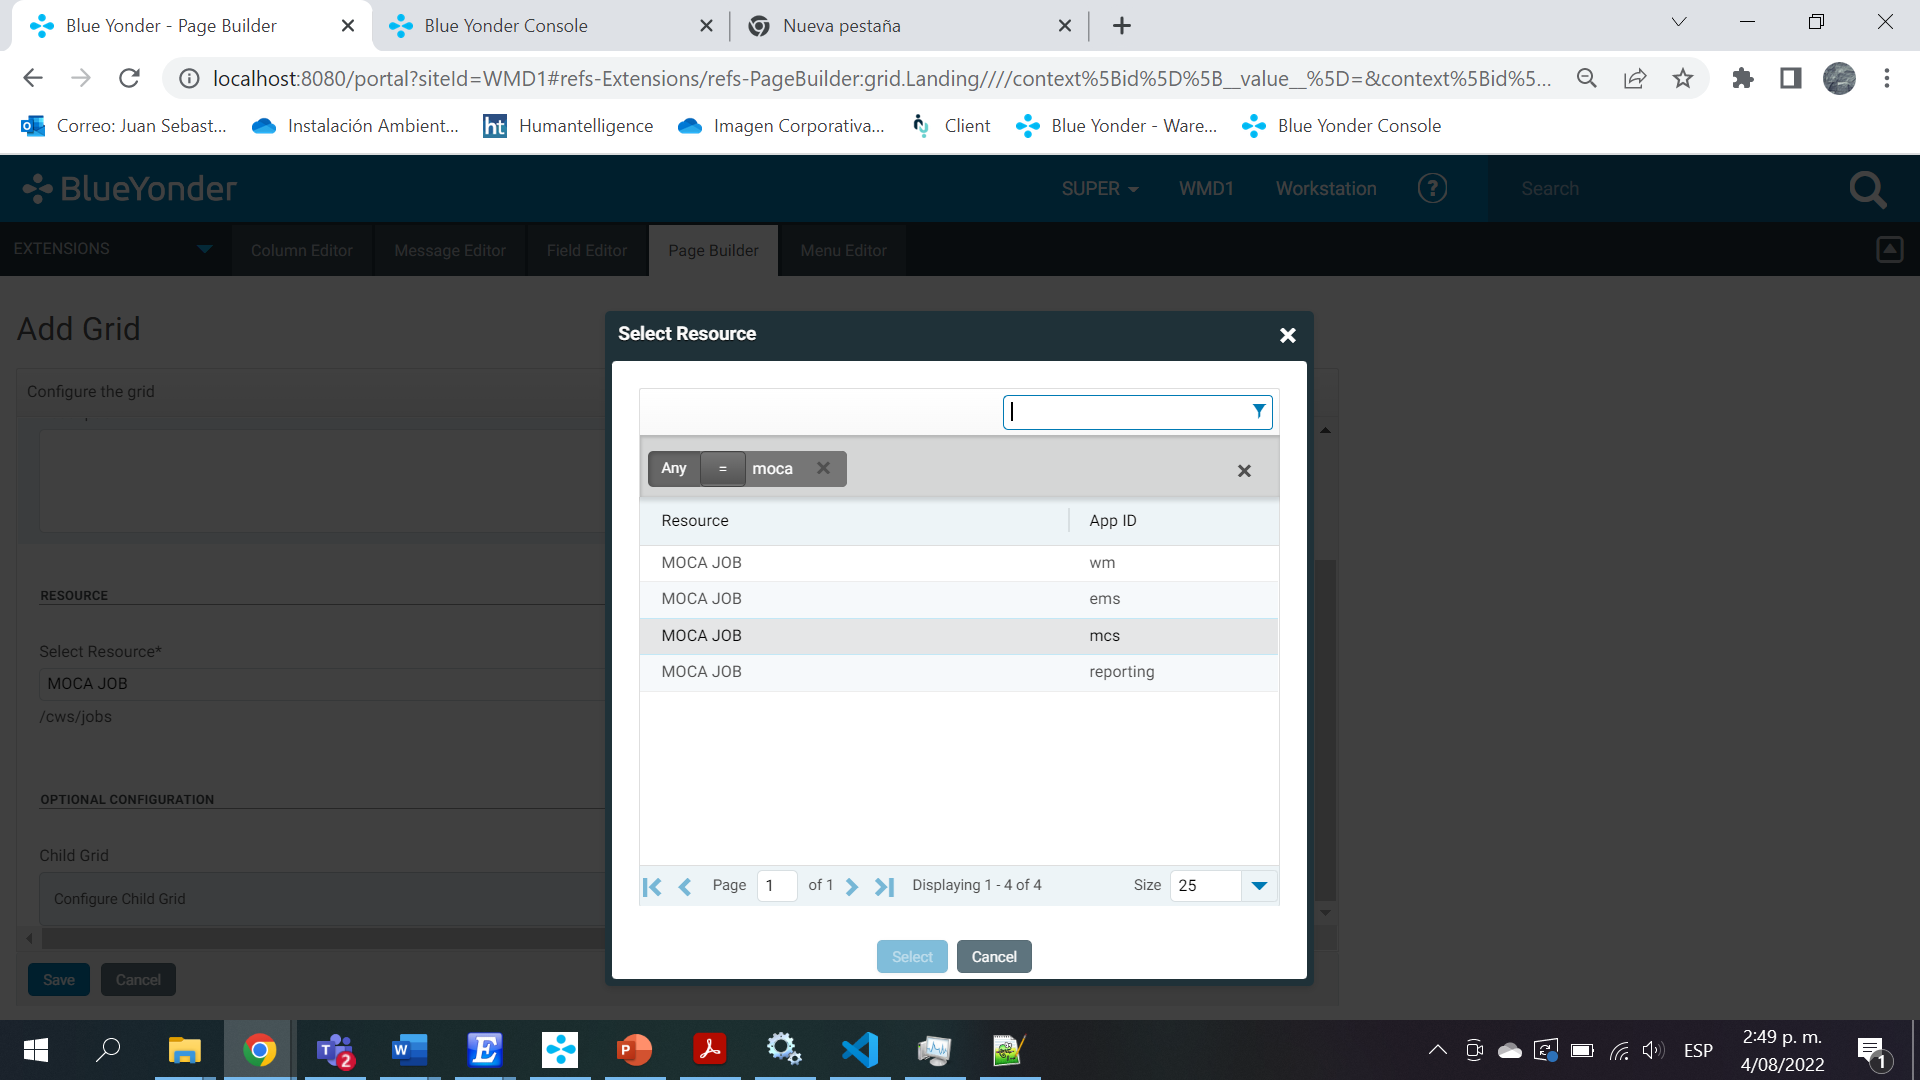 Blue Yonder - Page Builder
Blue Yonder Console
Nueva pestaña
localhost:8080/portal?siteId=WMD1#refs-Extensions/refs-PageBuilder:grid.Landing////context%5Bid%5D%5B__value__%5D=&context%5Bid%5...
Correo: Juan Sebast...
Instalación Ambient...
ht Humantelligence
Imagen Corporativa...
Client
Blue Yonder - Ware...
Blue Yonder Console
BlueYonder
SUPER
WMD1
Workstation
?
Search
EXTENSIONS
Column Editor
Message Editor
Field Editor
Page Builder
Menu Editor
Add Grid
Configure the grid
RESOURCE
Select Resource*
MOCA JOB
/cws/jobs
OPTIONAL CONFIGURATION
Child Grid
Configure Child Grid
Save
Cancel
Select Resource
Any = moca
Resource App ID
MOCA JOB wm
MOCA JOB ems
MOCA JOB mcs
MOCA JOB reporting
Page 1 of 1 Displaying 1 - 4 of 4 Size 25
Select
Cancel
2:49 p. m.
ESP
4/08/2022
2
1